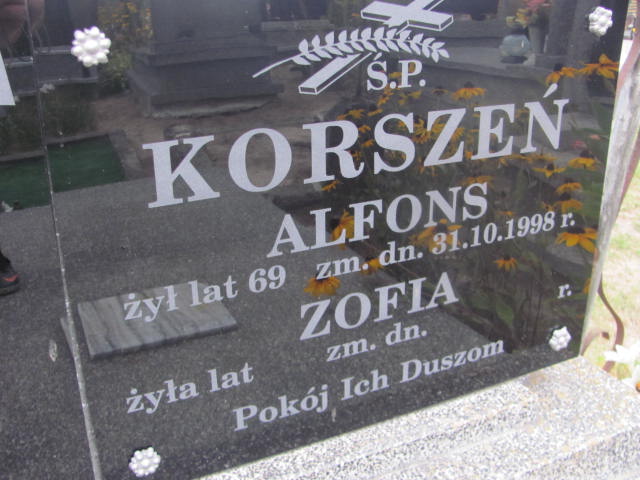 Ś.P.
KORSZEŃ
ALFONS
żył lat 69 zm. dn. 31.10.1998 r.
ZOFIA
żyła lat zm. dn. r.
Pokój Ich Duszom